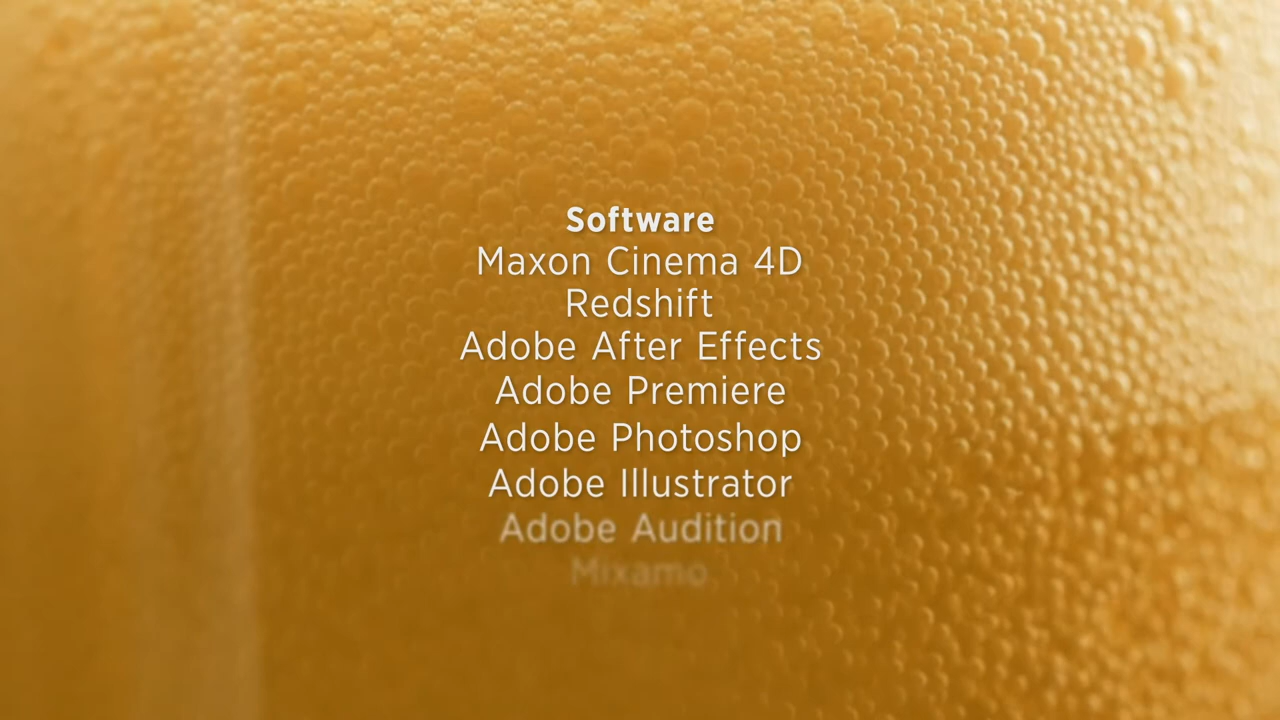 Software
Maxon Cinema 4D
Redshift
Adobe After Effects
Adobe Premiere
Adobe Photoshop
Adobe Illustrator
Adobe Audition
Mixamo